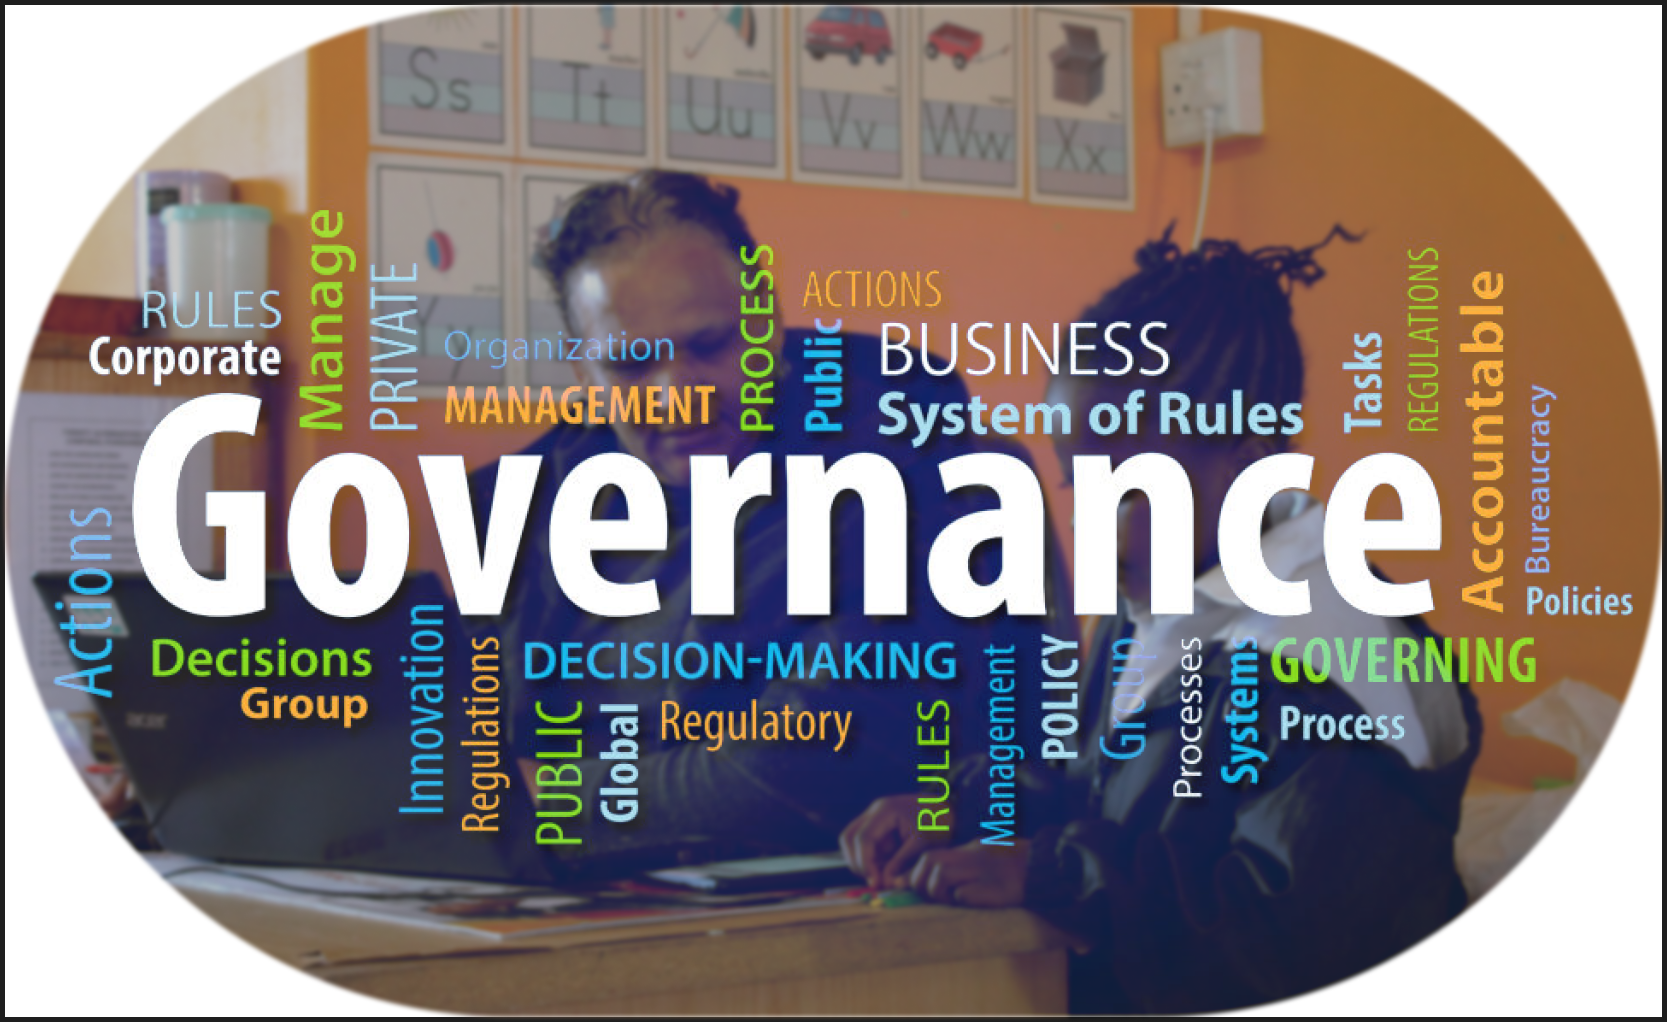 Ss
Tt
Uu
Vv
Ww
Xx
RULES
Corporate
Manage
PRIVATE
Organization
MANAGEMENT
PROCESS
ACTIONS
Public
BUSINESS
System of Rules
Tasks
REGULATIONS
Accountable
Bureaucracy
Policies
Governance
Actions
Decisions
Group
Innovation
Regulations
DECISION-MAKING
PUBLIC
Global
Regulatory
RULES
Management
POLICY
Group
Processes
Systems
GOVERNING
Process